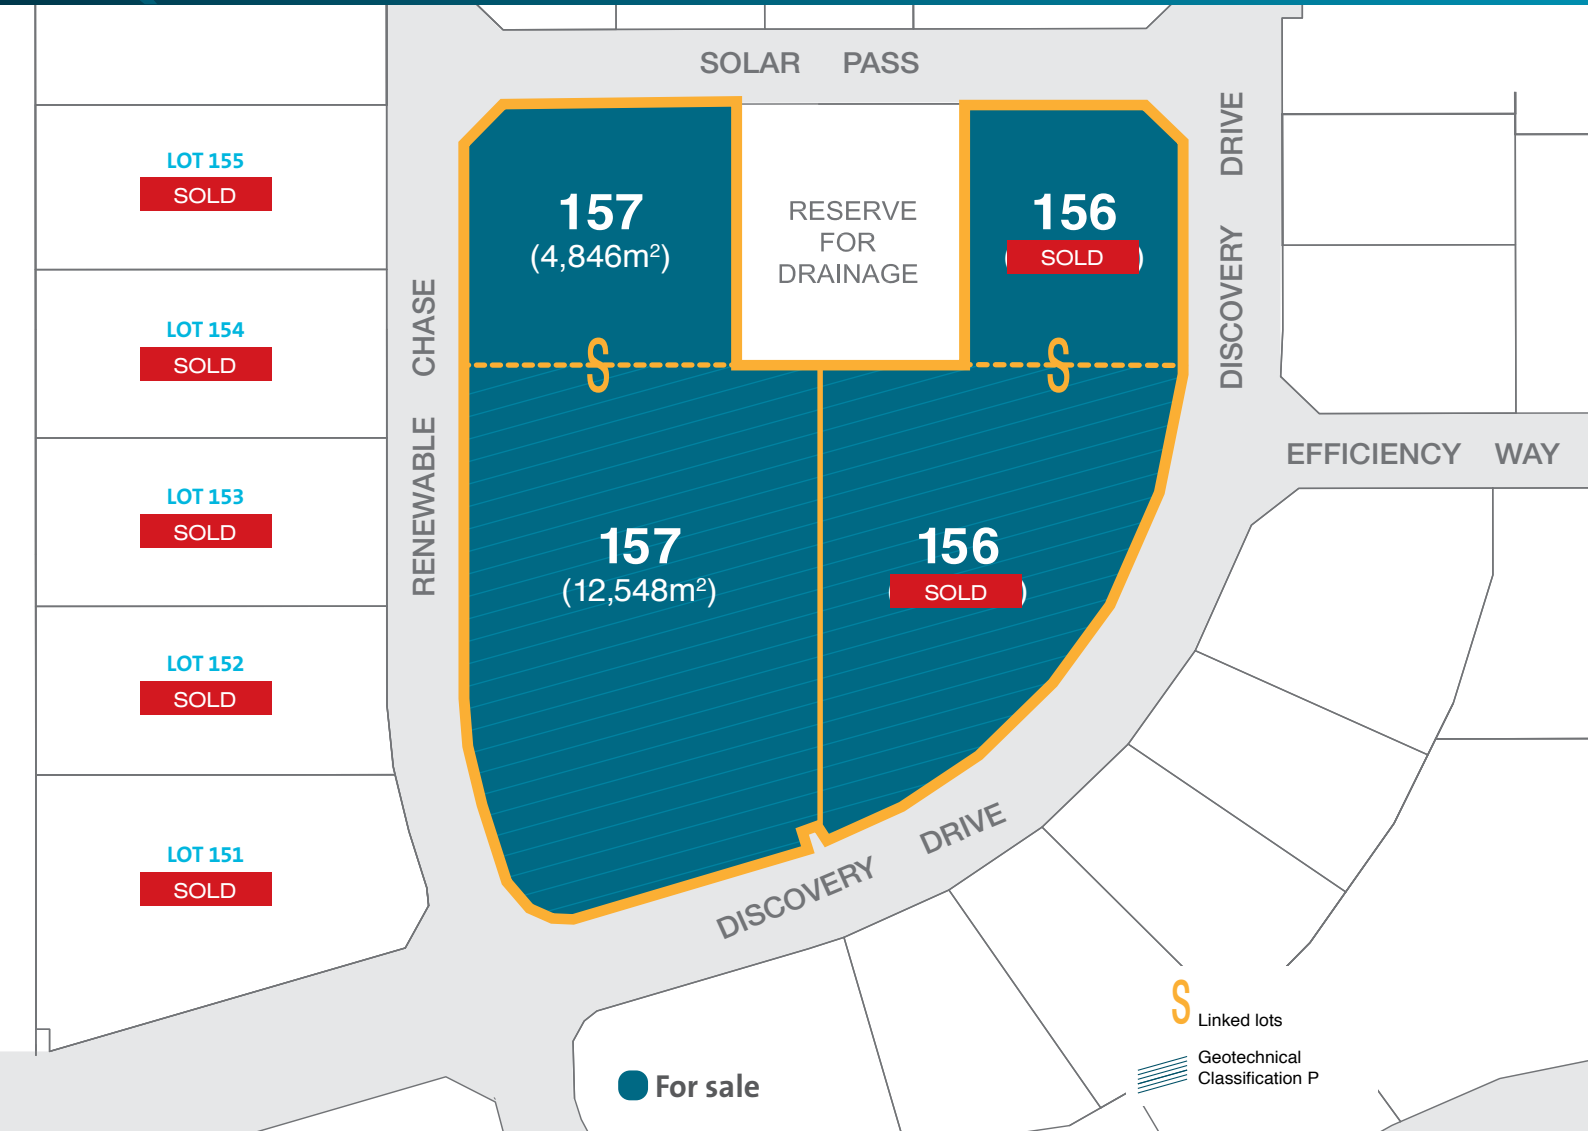 SOLAR PASS
LOT 155
SOLD
157
(4,846m²)
RESERVE
FOR
DRAINAGE
156
( SOLD )
DISCOVERY DRIVE
RENEWABLE CHASE
LOT 154
SOLD
S
S
EFFICIENCY WAY
LOT 153
SOLD
157
(12,548m²)
156
( SOLD )
LOT 152
SOLD
LOT 151
SOLD
DISCOVERY DRIVE
S Linked lots
Geotechnical
Classification P
For sale